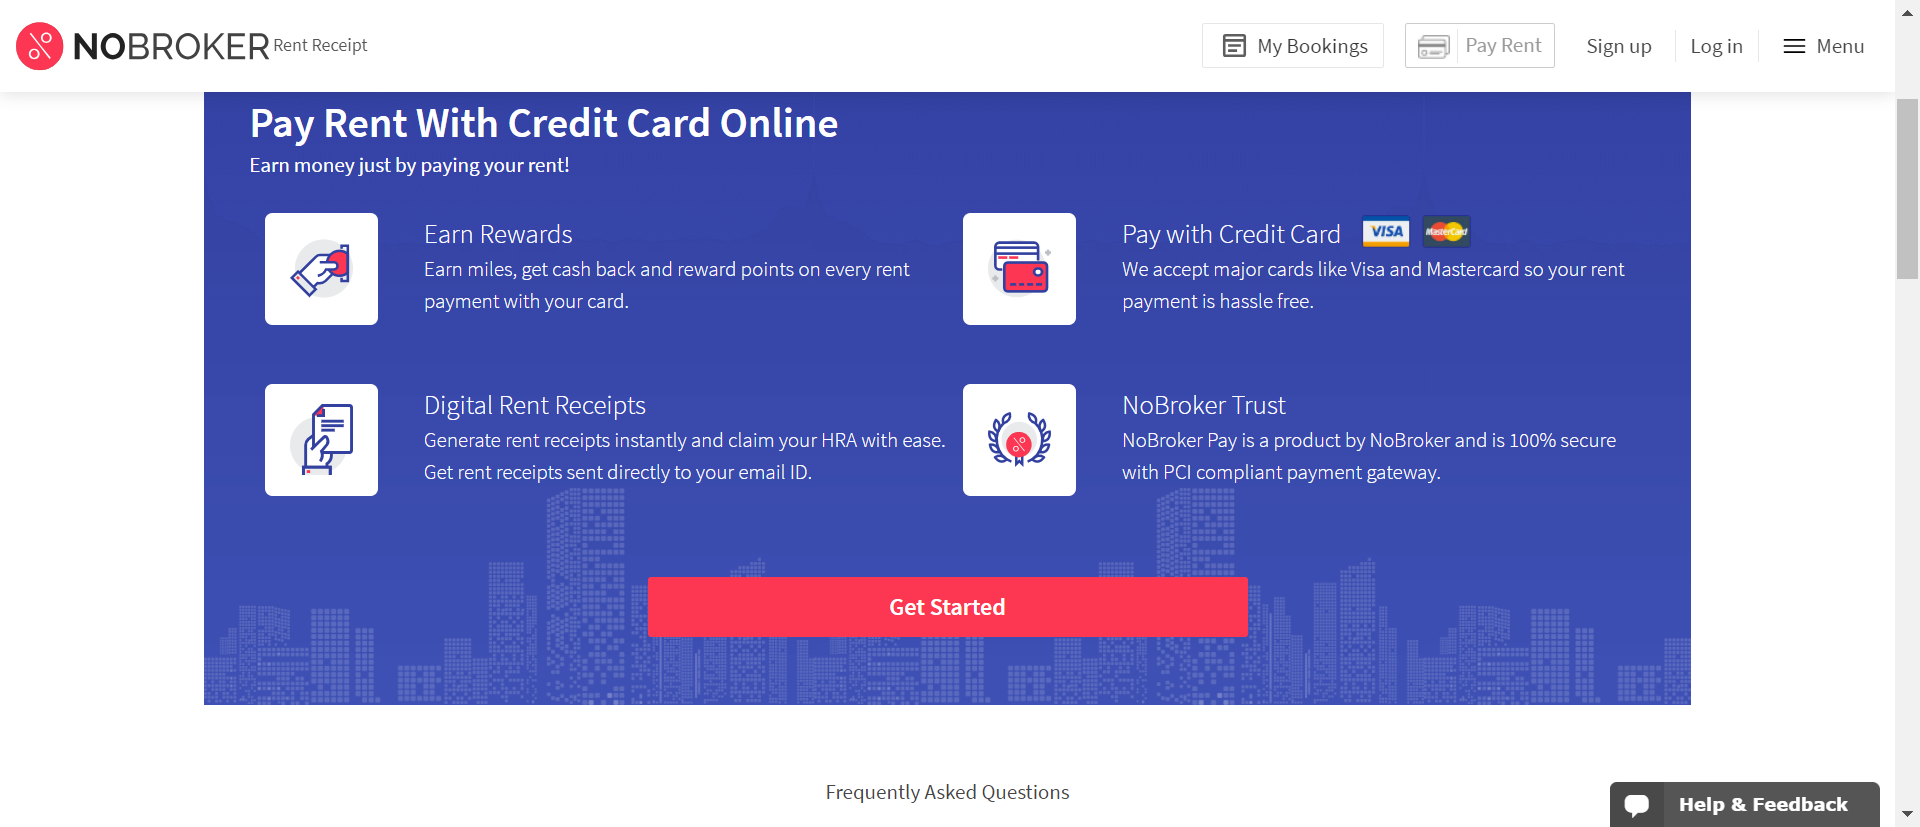 NOBROKER Rent Receipt
My Bookings
Pay Rent
Sign up
Log in
Menu
Pay Rent With Credit Card Online
Earn money just by paying your rent!
Earn Rewards
Earn miles, get cash back and reward points on every rent
payment with your card.
Pay with Credit Card VISA MasterCard
We accept major cards like Visa and Mastercard so your rent
payment is hassle free.
Digital Rent Receipts
Generate rent receipts instantly and claim your HRA with ease.
Get rent receipts sent directly to your email ID.
NoBroker Trust
NoBroker Pay is a product by NoBroker and is 100% secure
with PCI compliant payment gateway.
Get Started
Frequently Asked Questions
Help & Feedback